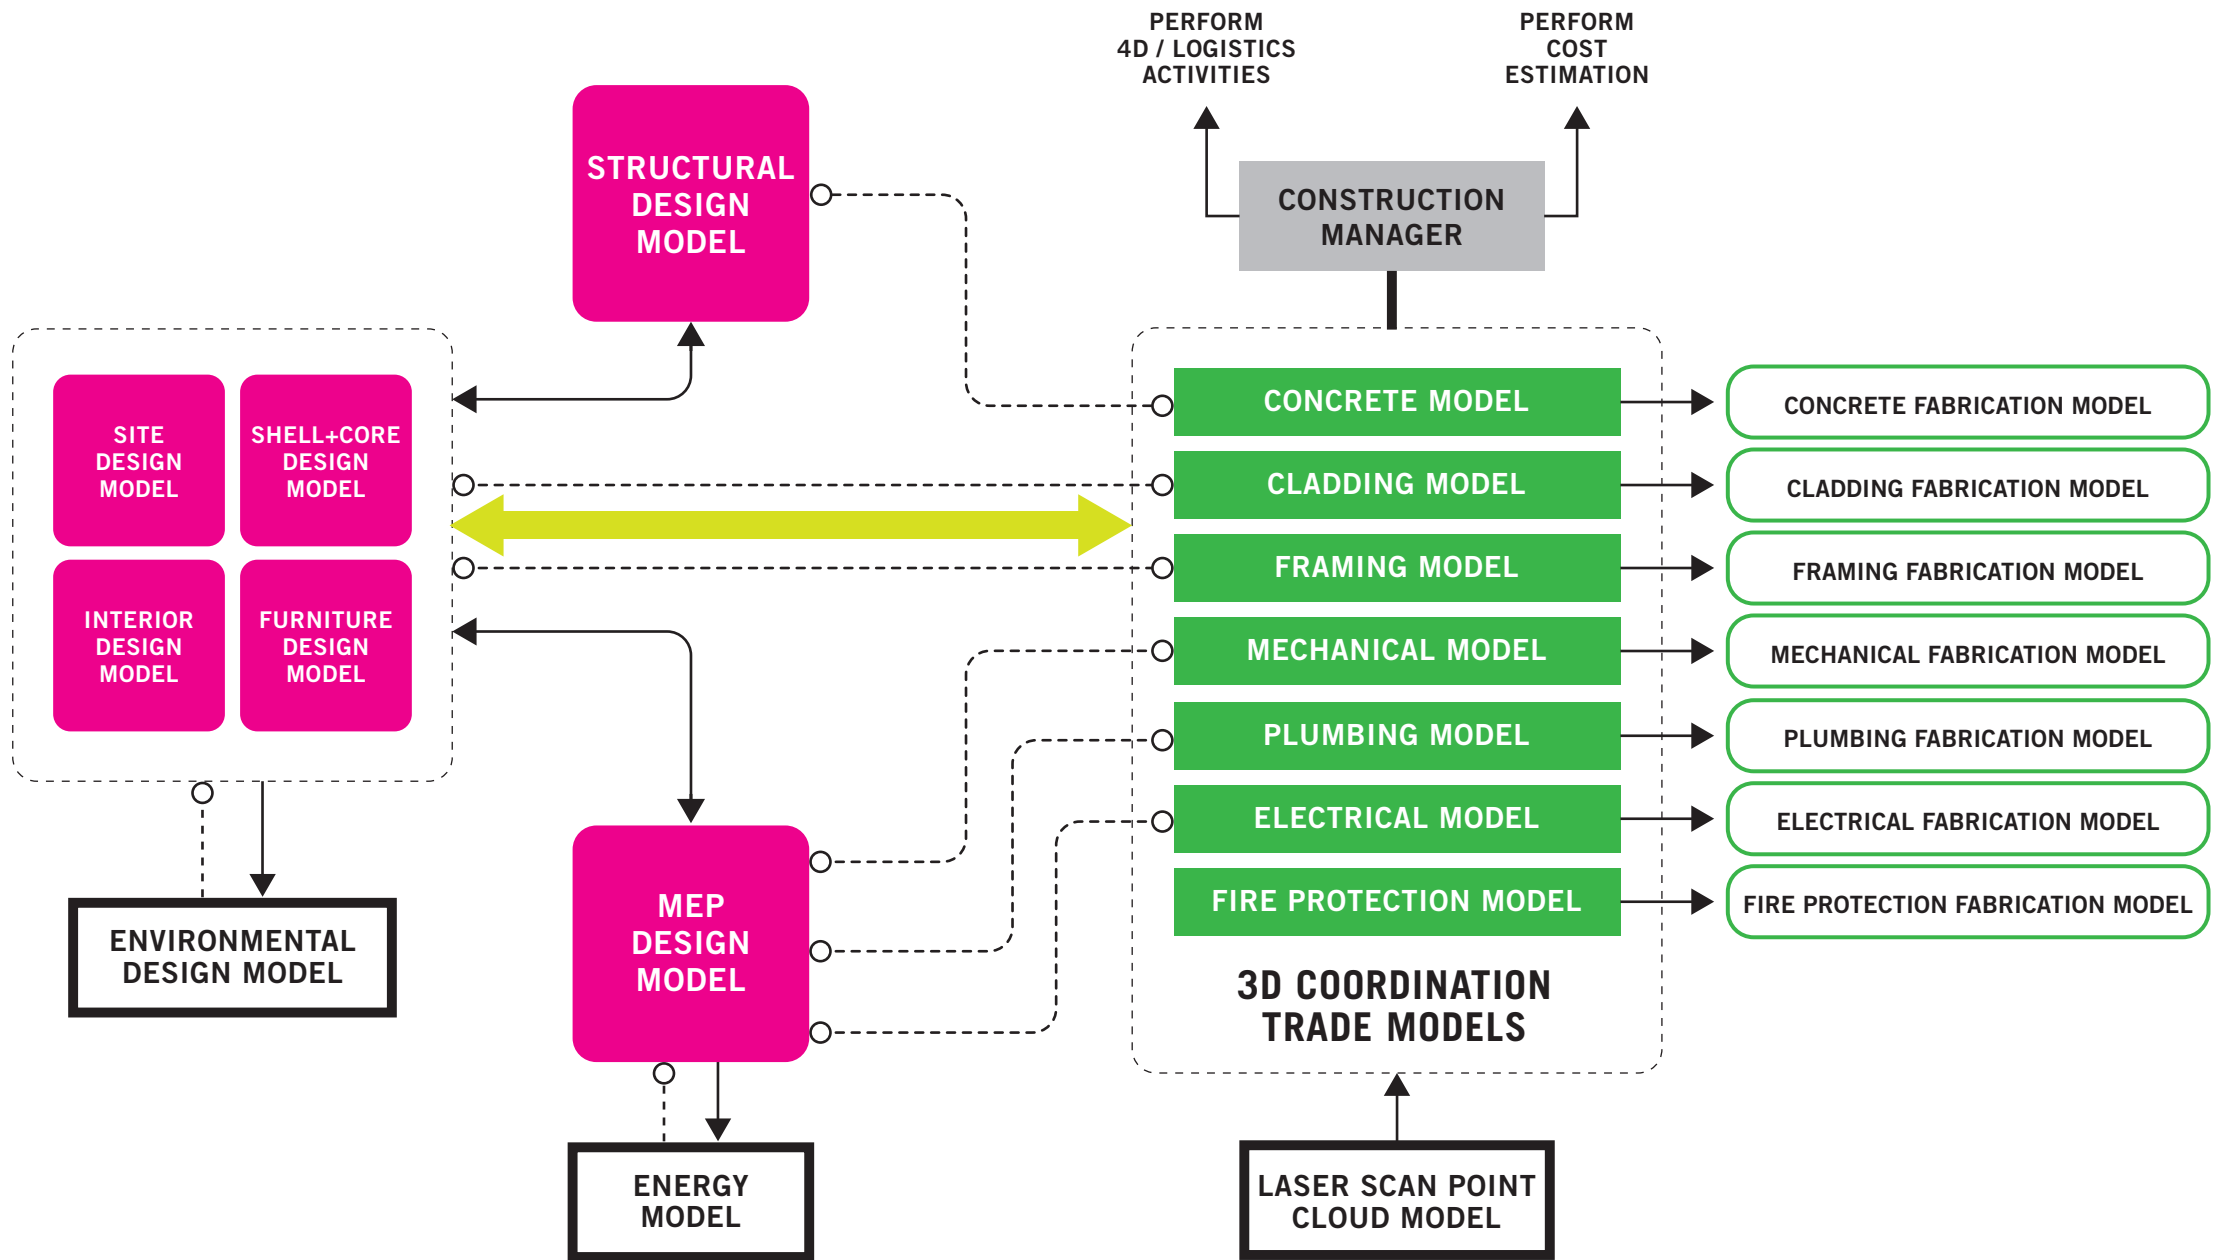 PERFORM
4D / LOGISTICS
ACTIVITIES
PERFORM
COST
ESTIMATION
STRUCTURAL
DESIGN
MODEL
CONSTRUCTION
MANAGER
SITE
DESIGN
MODEL
SHELL+CORE
DESIGN
MODEL
INTERIOR
DESIGN
MODEL
FURNITURE
DESIGN
MODEL
CONCRETE MODEL
CONCRETE FABRICATION MODEL
CLADDING MODEL
CLADDING FABRICATION MODEL
FRAMING MODEL
FRAMING FABRICATION MODEL
MECHANICAL MODEL
MECHANICAL FABRICATION MODEL
PLUMBING MODEL
PLUMBING FABRICATION MODEL
ELECTRICAL MODEL
ELECTRICAL FABRICATION MODEL
FIRE PROTECTION MODEL
FIRE PROTECTION FABRICATION MODEL
3D COORDINATION
TRADE MODELS
ENVIRONMENTAL
DESIGN MODEL
MEP
DESIGN
MODEL
ENERGY
MODEL
LASER SCAN POINT
CLOUD MODEL